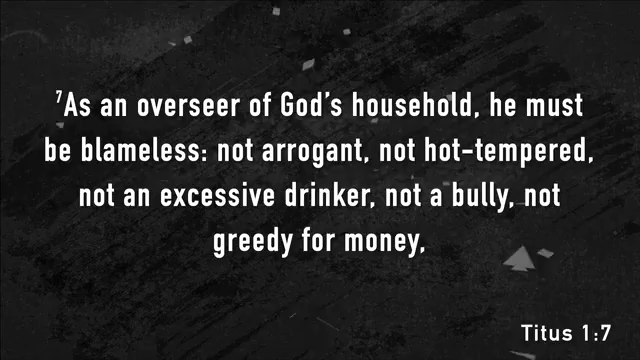 ⁷As an overseer of God’s household, he must
be blameless: not arrogant, not hot-tempered,
not an excessive drinker, not a bully, not
greedy for money,
Titus 1:7